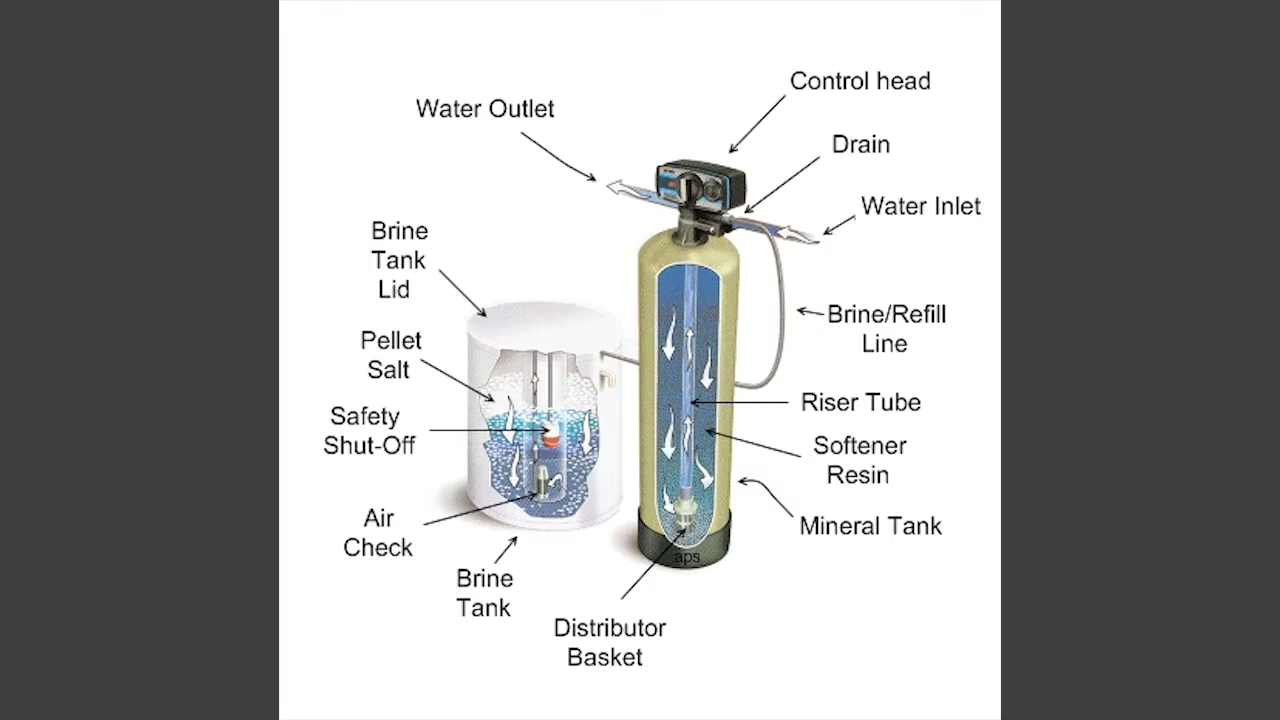 Control head
Water Outlet
Drain
Water Inlet
Brine
Tank
Lid
Brine/Refill
Line
Pellet
Salt
Riser Tube
Safety
Shut-Off
Softener
Resin
Air
Check
Mineral Tank
aps
Brine
Tank
Distributor
Basket